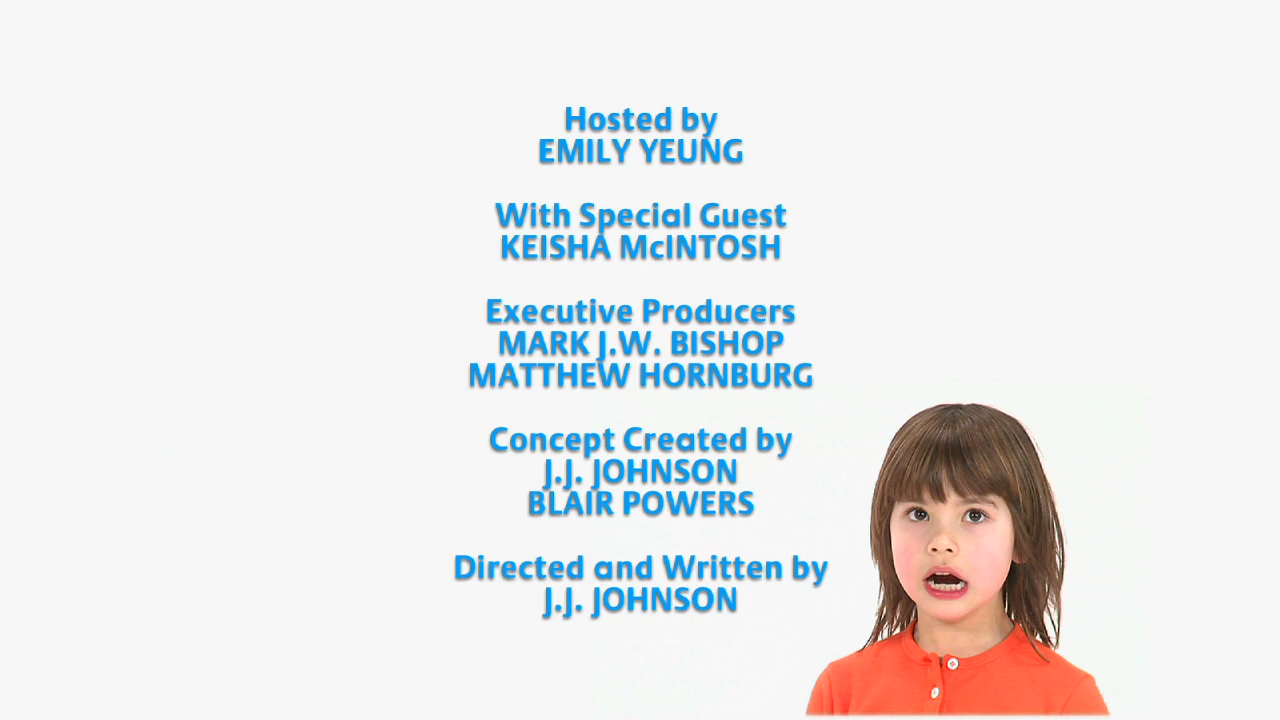 Hosted by
EMILY YEUNG
With Special Guest
KEISHA McINTOSH
Executive Producers
MARK J.W. BISHOP
MATTHEW HORNBURG
Concept Created by
J.J. JOHNSON
BLAIR POWERS
Directed and Written by
J.J. JOHNSON